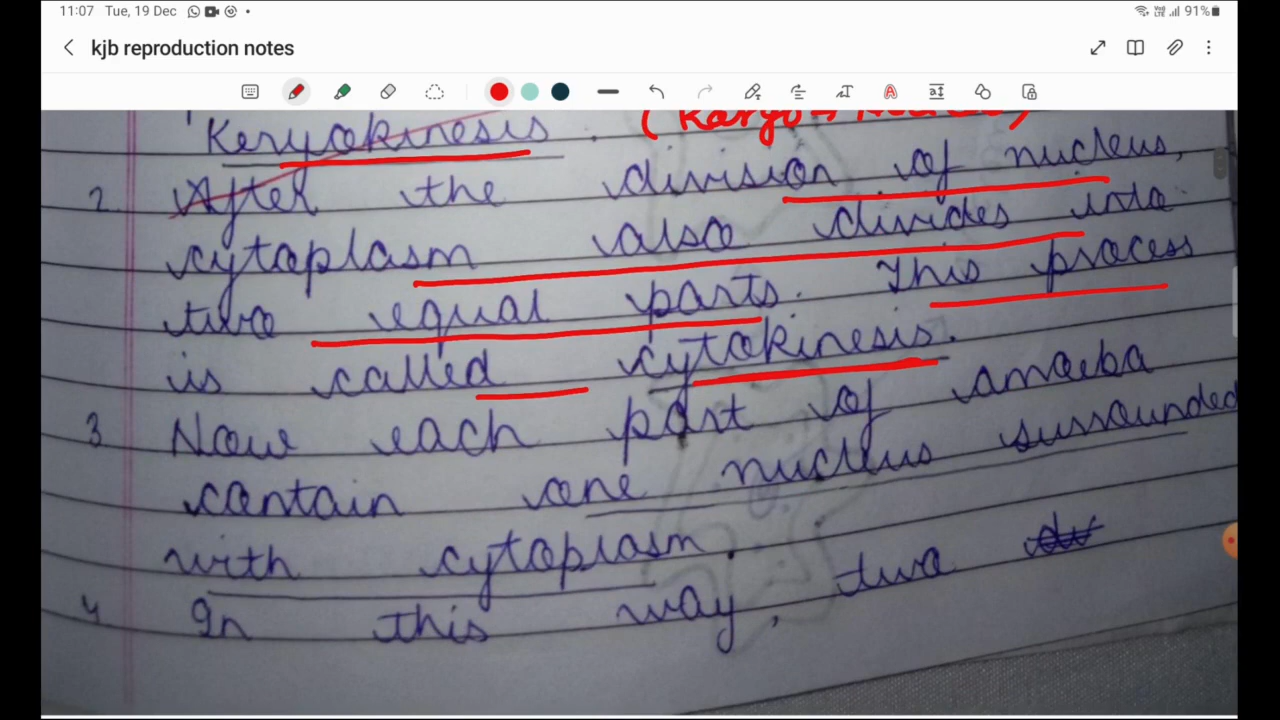 11:07 Tue, 19 Dec
91%
kjb reproduction notes
Keryokinesis.
2. After the division of nucleus,
cytoplasm also divides into
two equal parts. This process
is called cytokinesis.
3 Now each part of amoeba
contain one nucleus surrounded
with cytoplasm.
4 In this way, two